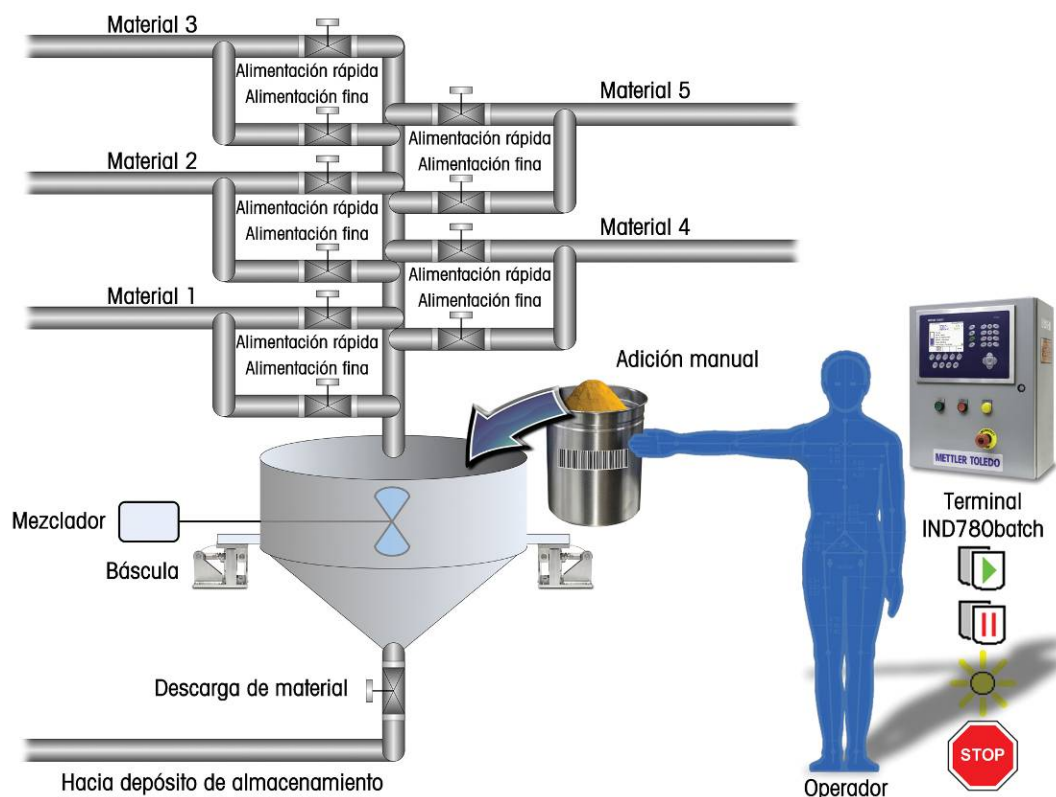 Material 3
Alimentación rápida
Alimentación fina
Material 5
Alimentación rápida
Alimentación fina
Material 2
Alimentación rápida
Alimentación fina
Material 4
Alimentación rápida
Alimentación fina
Material 1
Alimentación rápida
Alimentación fina
Adición manual
METTLER TOLEDO
Terminal
IND780batch
Mezclador
Báscula
Descarga de material
STOP
Hacia depósito de almacenamiento
Operador